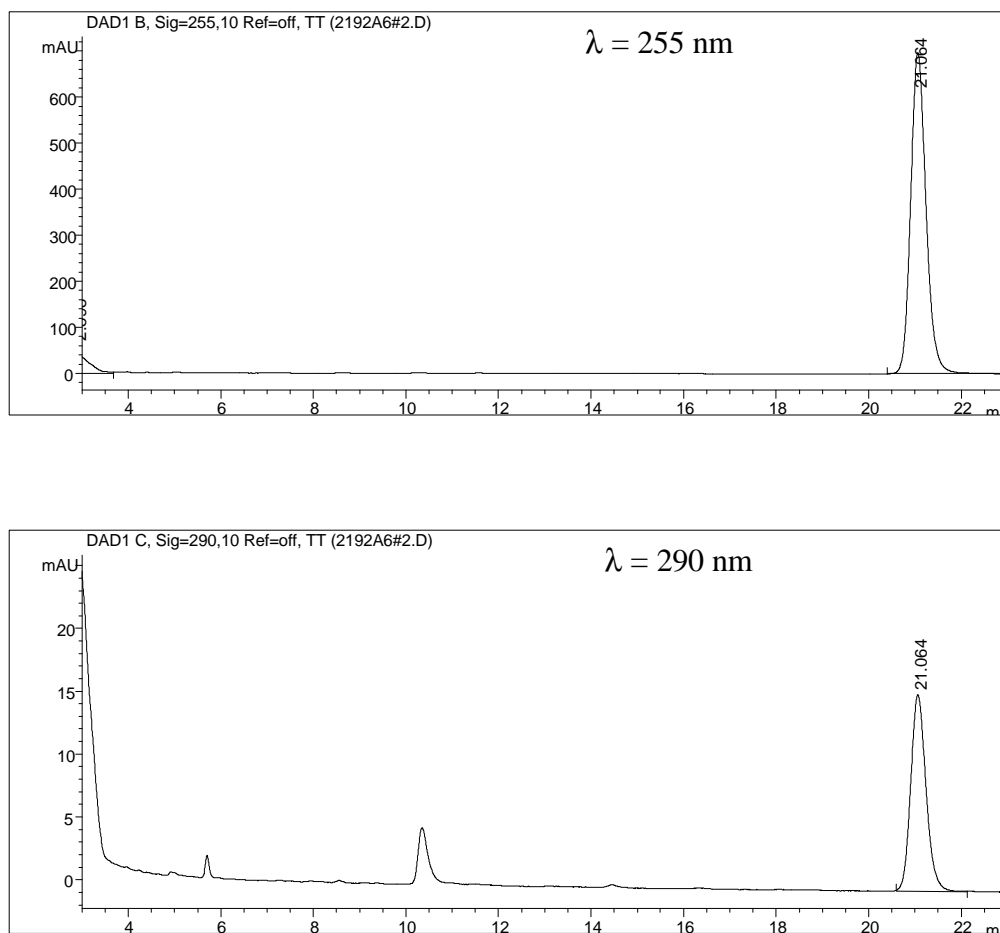 DAD1 B, Sig=255,10 Ref=off, TT (2192A6#2.D)
mAU
λ = 255 nm
21.064
600
500
400
300
200
100
0
4 6 8 10 12 14 16 18 20 22 m
DAD1 C, Sig=290,10 Ref=off, TT (2192A6#2.D)
mAU
λ = 290 nm
21.064
20
15
10
5
0
4 6 8 10 12 14 16 18 20 22 m